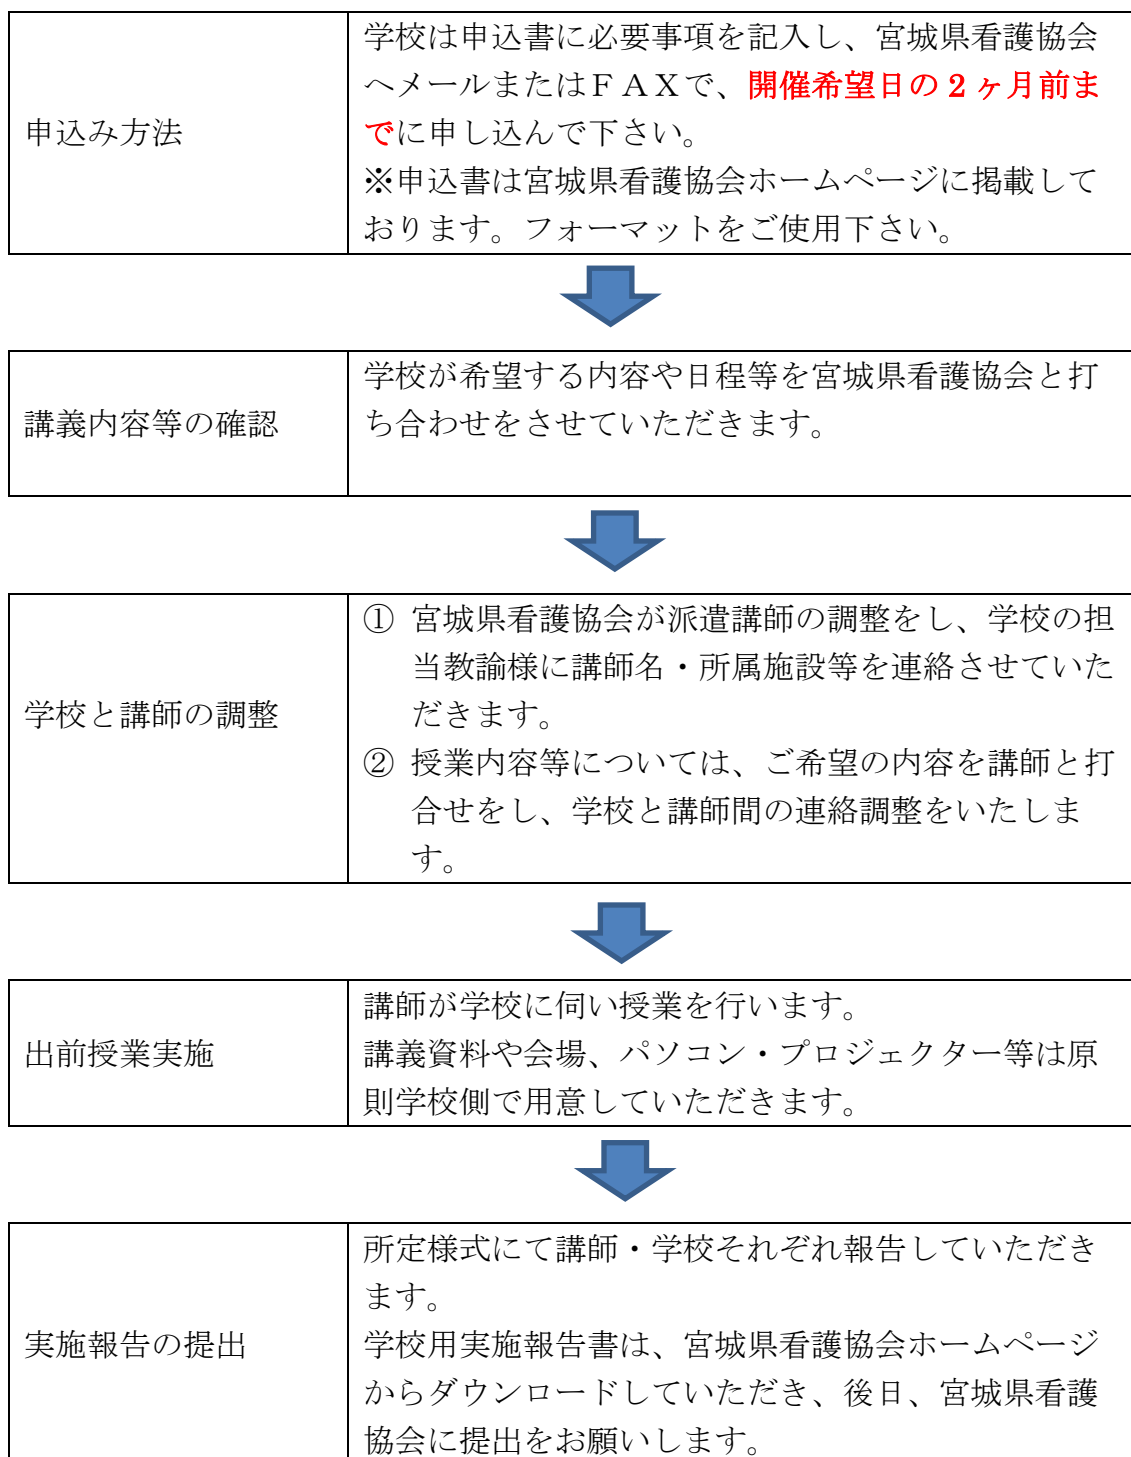 申込み方法
学校は申込書に必要事項を記入し、宮城県看護協会
へメールまたはＦＡＸで、開催希望日の 2 ヶ月前ま
でに申し込んで下さい。
※申込書は宮城県看護協会ホームページに掲載して
おります。フォーマットをご使用下さい。
講義内容等の確認
学校が希望する内容や日程等を宮城県看護協会と打
ち合わせをさせていただきます。
学校と講師の調整
① 宮城県看護協会が派遣講師の調整をし、学校の担
当教諭様に講師名・所属施設等を連絡させていた
だきます。
② 授業内容等については、ご希望の内容を講師と打
合せをし、学校と講師間の連絡調整をいたしま
す。
出前授業実施
講師が学校に伺い授業を行います。
講義資料や会場、パソコン・プロジェクター等は原
則学校側で用意していただきます。
実施報告の提出
所定様式にて講師・学校それぞれ報告していただき
ます。
学校用実施報告書は、宮城県看護協会ホームページ
からダウンロードしていただき、後日、宮城県看護
協会に提出をお願いします。